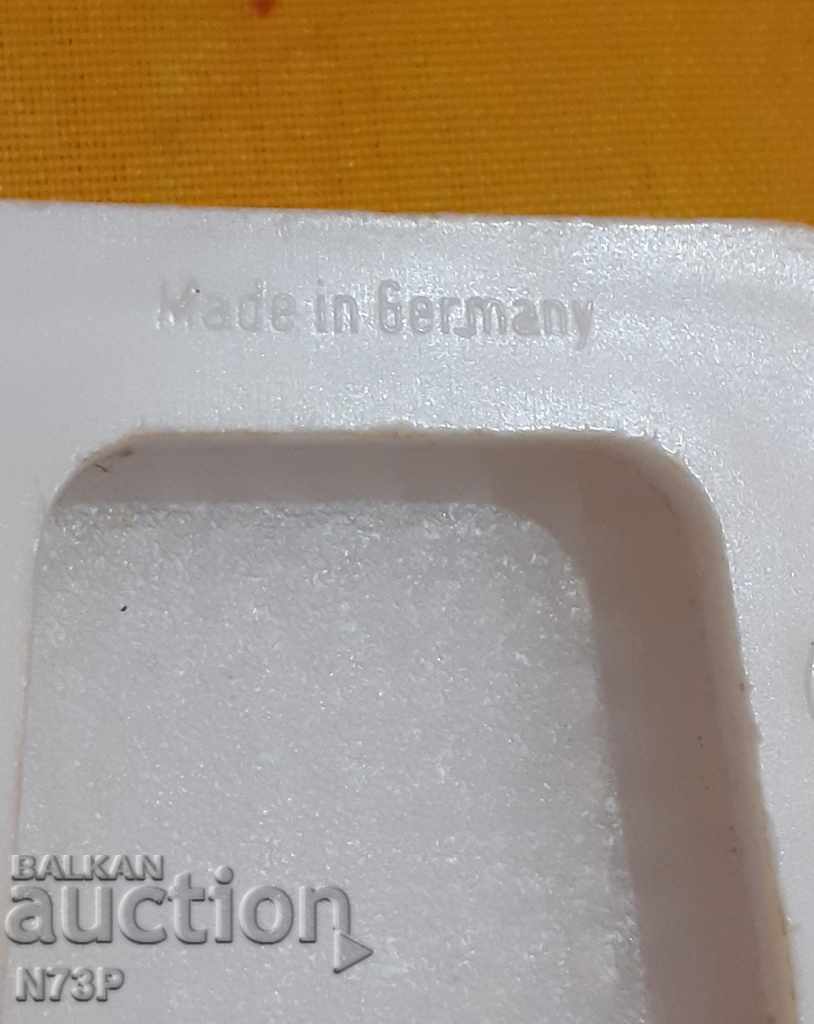 Made in Germany
BALKAN
auction
N73P